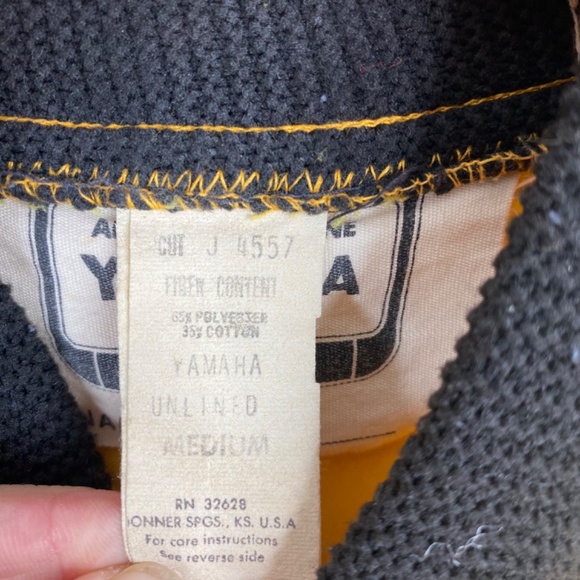 CUT J 4557
FIBER CONTENT
65% POLYESTER
35% COTTON
YAMAHA
UNLINED
MEDIUM
RN 32628
ONNER SPGS., KS. U.S.A
For care instructions
See reverse side